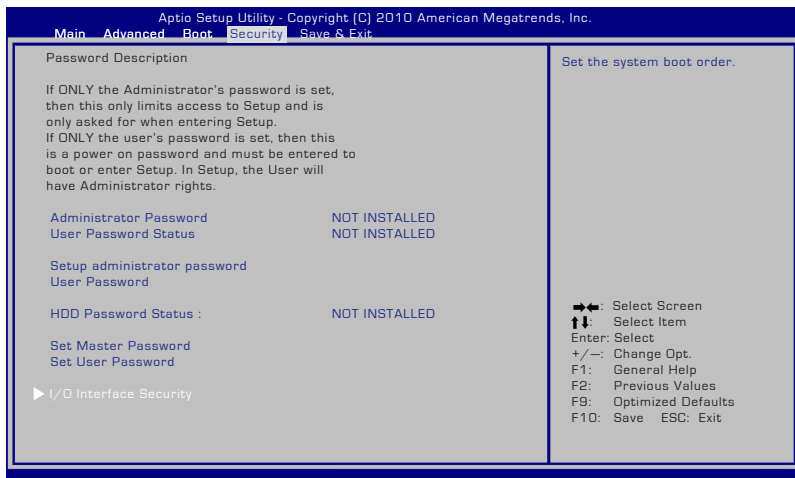 Aptio Setup Utility - Copyright (C) 2010 American Megatrends, Inc.
Main Advanced Boot Security Save & Exit
Password Description
If ONLY the Administrator's password is set,
then this only limits access to Setup and is
only asked for when entering Setup.
If ONLY the user's password is set, then this
is a power on password and must be entered to
boot or enter Setup. In Setup, the User will
have Administrator rights.
Administrator Password NOT INSTALLED
User Password Status NOT INSTALLED
Setup administrator password
User Password
HDD Password Status : NOT INSTALLED
Set Master Password
Set User Password
▶ I/O Interface Security
Set the system boot order.
→←: Select Screen
↑↓: Select Item
Enter: Select
+/—: Change Opt.
F1: General Help
F2: Previous Values
F9: Optimized Defaults
F10: Save ESC: Exit